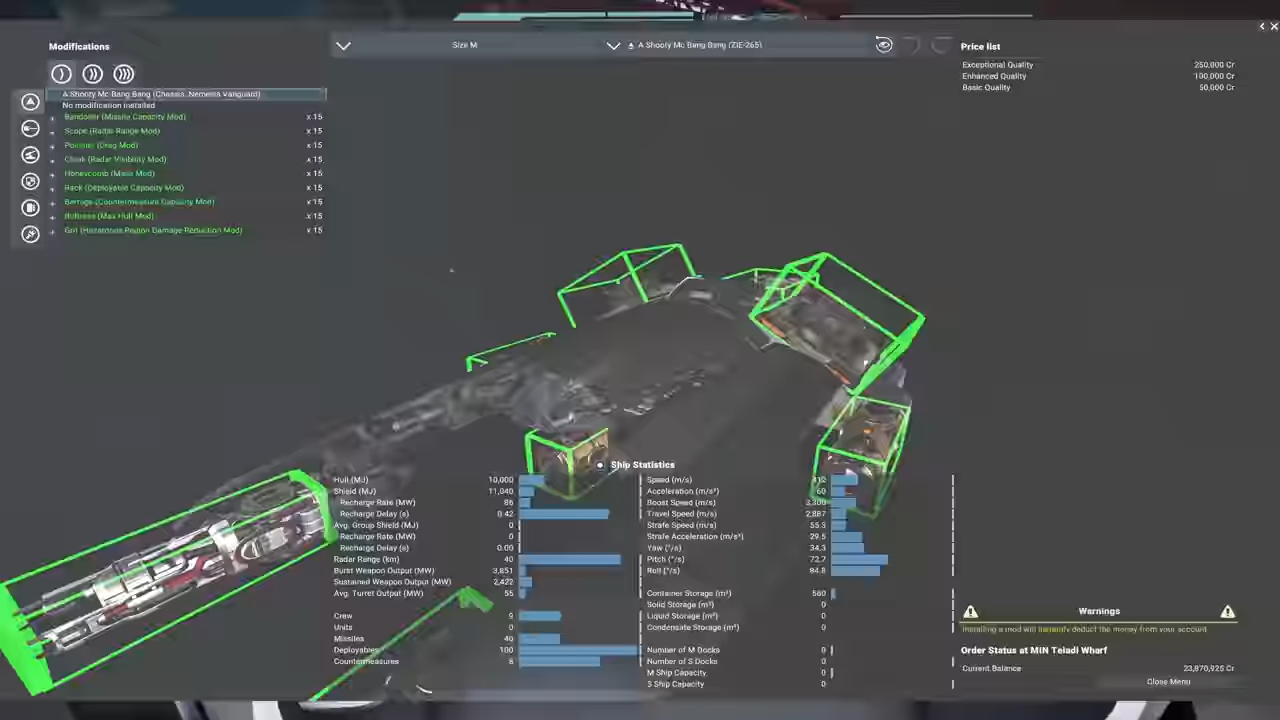 Modifications
A Shooty Mc Bang Bang (Chassis: Nemesis Vanguard)
No modification installed
Bandolier (Missile Capacity Mod) x 15
Scope (Radar Range Mod) x 15
Polisher (Drag Mod) x 15
Cloak (Radar Visibility Mod) x 15
Honeycomb (Mass Mod) x 15
Rack (Deployable Capacity Mod) x 15
Barrage (Countermeasure Capacity Mod) x 15
Buttress (Max Hull Mod) x 15
(Hazardous Region Damage Reduction Mod) x 15
Size M
A Shooty Mc Bang Bang (ZIE-265)
Price list
Exceptional Quality 250,000 Cr
Enhanced Quality 100,000 Cr
Basic Quality 50,000 Cr
Ship Statistics
Hull (MJ) 10,000
Shield (MJ) 11,040
Recharge Rate (MW) 86
Recharge Delay (s) 0.42
Avg. Group Shield (MJ) 0
Recharge Rate (MW) 0
Recharge Delay (s) 0.00
Radar Range (km) 40
Burst Weapon Output (MW) 3,851
Sustained Weapon Output (MW) 2,422
Avg. Turret Output (MW) 55
Crew 9
Units 0
Missiles 40
Deployables 100
Countermeasures 8
Speed (m/s)
Acceleration (m/s²) 60
Boost Speed (m/s) 3,300
Travel Speed (m/s) 2,887
Strafe Speed (m/s) 55.3
Strafe Acceleration (m/s²) 29.5
Yaw (°/s) 34.3
Pitch (°/s) 72.7
Roll (°/s) 84.8
Container Storage (m³) 560
Solid Storage (m³) 0
Liquid Storage (m³) 0
Condensate Storage (m³) 0
Number of M Docks 0
Number of S Docks 0
M Ship Capacity 0
S Ship Capacity 0
Warnings
Installing a mod will instantly deduct the money from your account.
Order Status at MIN Teladi Wharf
Current Balance 23,870,925 Cr
Close Menu